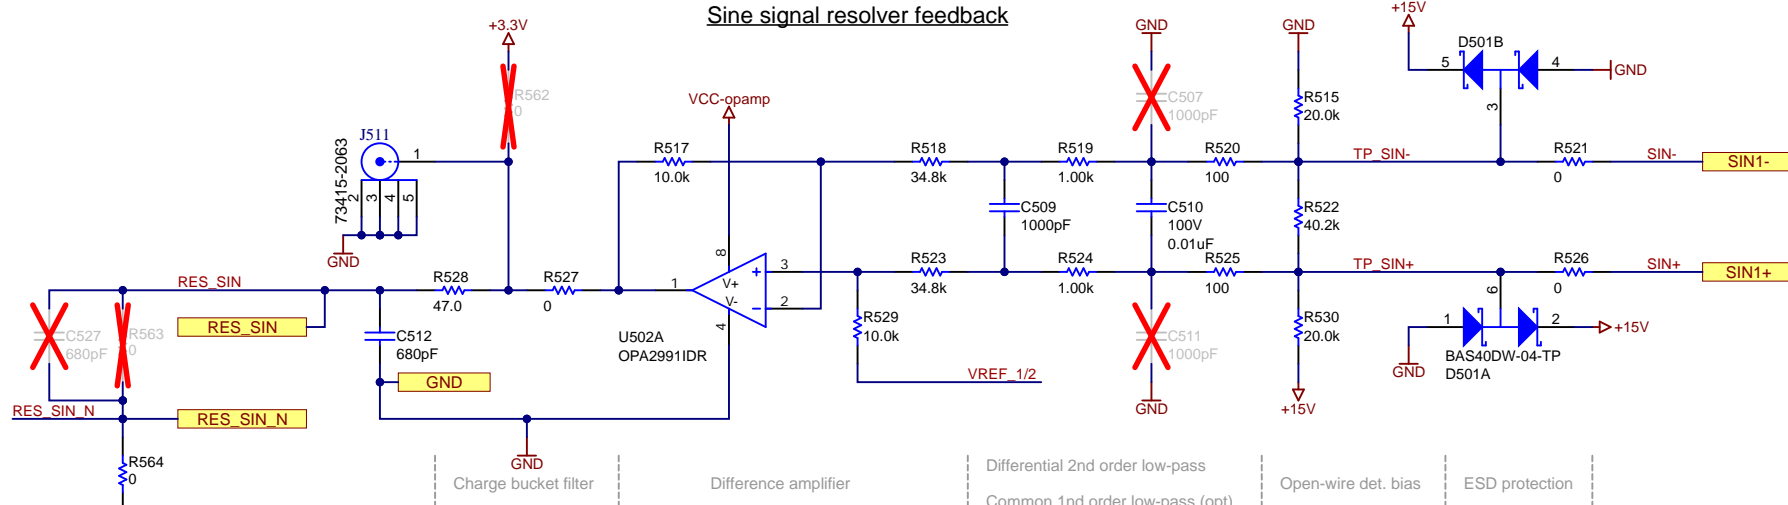 Sine signal resolver feedback
+3.3V
R562
0
J511
73415-2063
1
2
3
4
5
GND
VCC-opamp
R517
10.0k
8
V+
V-
4
1
3
2
U502A
OPA2991IDR
R518
34.8k
R519
1.00k
R520
100
GND
C507
1000pF
GND
R515
20.0k
+15V
D501B
5
4
3
GND
TP_SIN-
R521
0
SIN-
SIN1-
C509
1000pF
C510
100V
0.01uF
R522
40.2k
R523
34.8k
R524
1.00k
R525
100
TP_SIN+
R526
0
SIN+
SIN1+
6
1
2
+15V
GND
BAS40DW-04-TP
D501A
R529
10.0k
VREF_1/2
C511
1000pF
GND
R530
20.0k
+15V
RES_SIN
RES_SIN
R528
47.0
R527
0
C527
680pF
R563
0
C512
680pF
GND
RES_SIN_N
RES_SIN_N
R564
0
GND
Charge bucket filter
Difference amplifier
Differential 2nd order low-pass
Common 1nd order low-pass (opt)
Open-wire det. bias
ESD protection